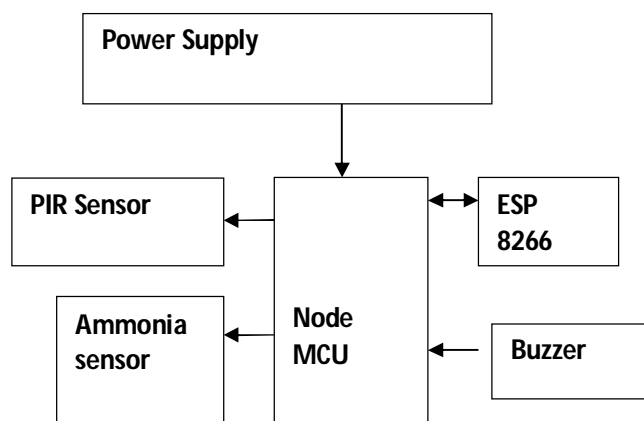 Power Supply
PIR Sensor
ESP
8266
Ammonia
sensor
Node
MCU
Buzzer